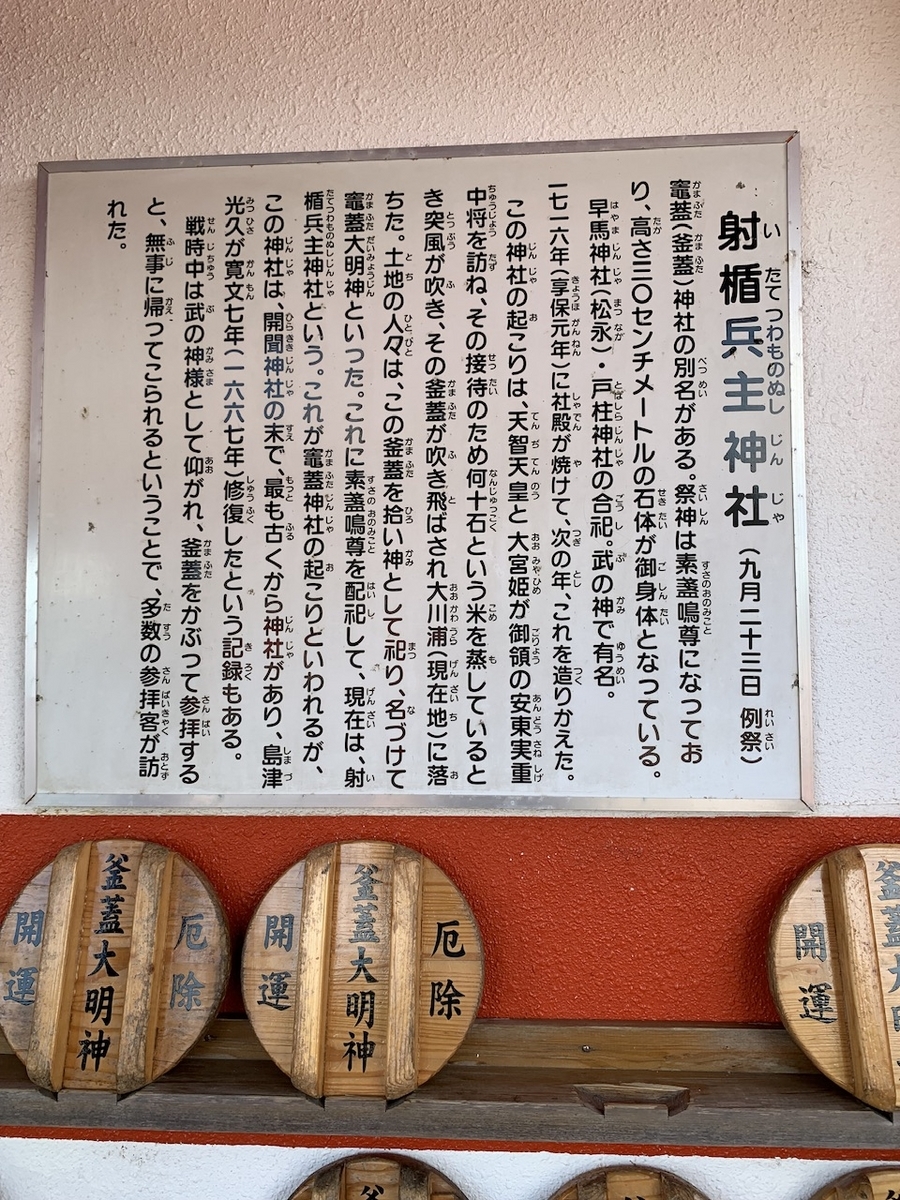 射楯兵主神社(九月二十三日 例祭)
竈蓋(釜蓋)神社の別名がある。祭神は素盞鳴尊になってお
り、高さ三〇センチメートルの石体が御身体となっている。
早馬神社(松永)・戸柱神社の合祀。武の神で有名。
一七一六年(享保元年)に社殿が焼けて、次の年、これを造りかえた。
この神社の起こりは、天智天皇と大宮姫が御領の安東実重
中将を訪ね、その接待のため何十石という米を蒸していると
き突風が吹き、その釜蓋が吹き飛ばされ大川浦(現在地)に落
ちた。土地の人々は、この釜蓋を拾い神として祀り、名づけて
竈蓋大明神といった。これに素盞鳴尊を配祀して、現在は、射
楯兵主神社という。これが竈蓋神社の起こりといわれるが、
この神社は、開聞神社の末で、最も古くから神社があり、島津
光久が寛文七年(一六六七年)修復したという記録もある。
戦時中は武の神様として仰がれ、釜蓋をかぶって参拝する
と、無事に帰ってこられるということで、多数の参拝客が訪
れた。
厄除
釜蓋大明神
開運
厄除
釜蓋大明神
開運
開運